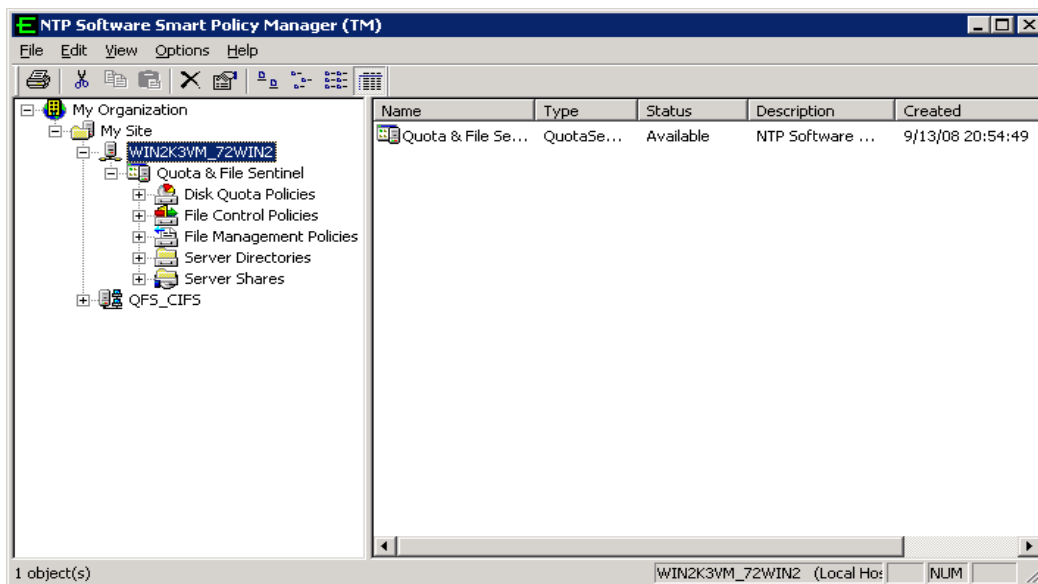 NTP Software Smart Policy Manager (TM)
File Edit View Options Help
My Organization
My Site
WIN2K3VM_72WIN2
Quota & File Sentinel
Disk Quota Policies
File Control Policies
File Management Policies
Server Directories
Server Shares
QFS_CIFS
Name Type Status Description Created
Quota & File Se... QuotaSe... Available NTP Software ... 9/13/08 20:54:49
1 object(s) WIN2K3VM_72WIN2 (Local Hos NUM